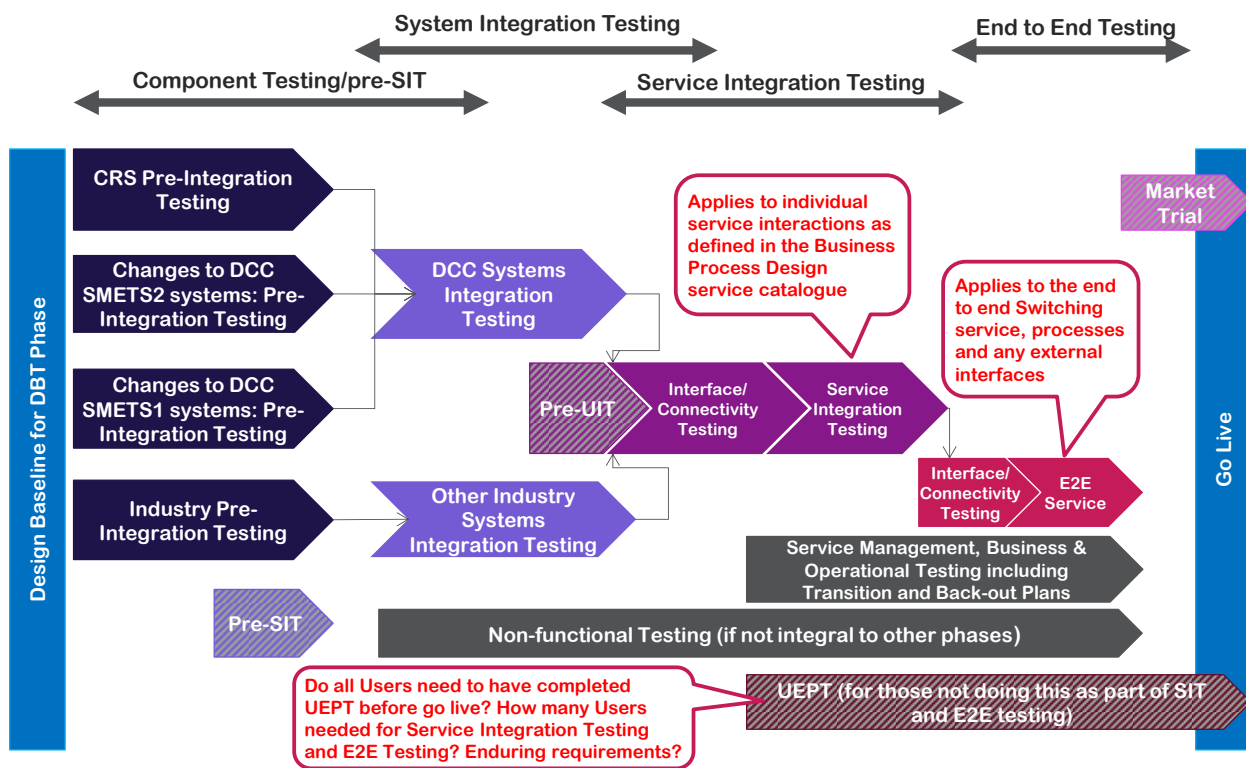 System Integration Testing
End to End Testing
Component Testing/pre-SIT
Service Integration Testing
Design Baseline for DBT Phase
CRS Pre-Integration
Testing
Changes to DCC
SMETS2 systems: Pre-
Integration Testing
Changes to DCC
SMETS1 systems: Pre-
Integration Testing
Industry Pre-
Integration Testing
Pre-SIT
DCC Systems
Integration
Testing
Other Industry
Systems
Integration Testing
Pre-UIT
Interface/
Connectivity
Testing
Service
Integration
Testing
Applies to individual
service interactions as
defined in the Business
Process Design
service catalogue
Applies to the end
to end Switching
service, processes
and any external
interfaces
Interface/
Connectivity
Testing
E2E
Service
Market
Trial
Go Live
Service Management, Business &
Operational Testing including
Transition and Back-out Plans
Non-functional Testing (if not integral to other phases)
Do all Users need to have completed
UEPT before go live? How many Users
needed for Service Integration Testing
and E2E Testing? Enduring requirements?
UEPT (for those not doing this as part of SIT
and E2E testing)